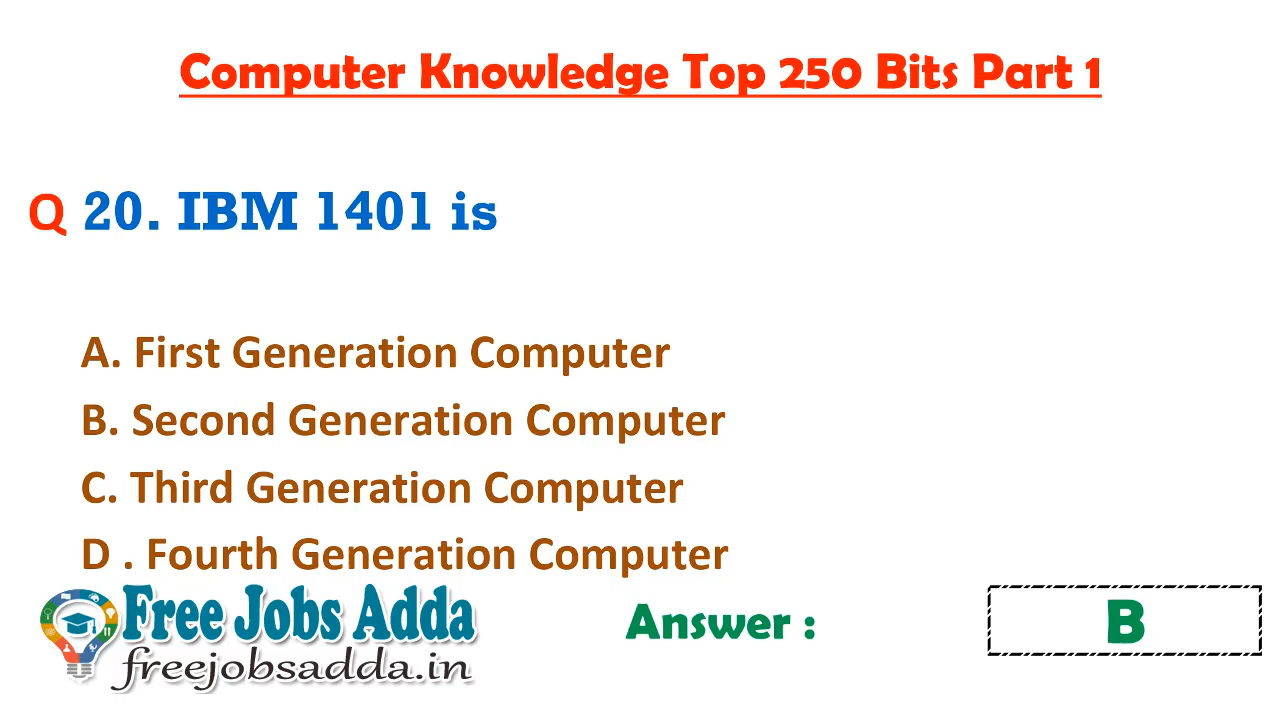 Computer Knowledge Top 250 Bits Part 1
Q 20. IBM 1401 is
A. First Generation Computer
B. Second Generation Computer
C. Third Generation Computer
D . Fourth Generation Computer
Free Jobs Adda
freejobsadda.in
Answer :
B